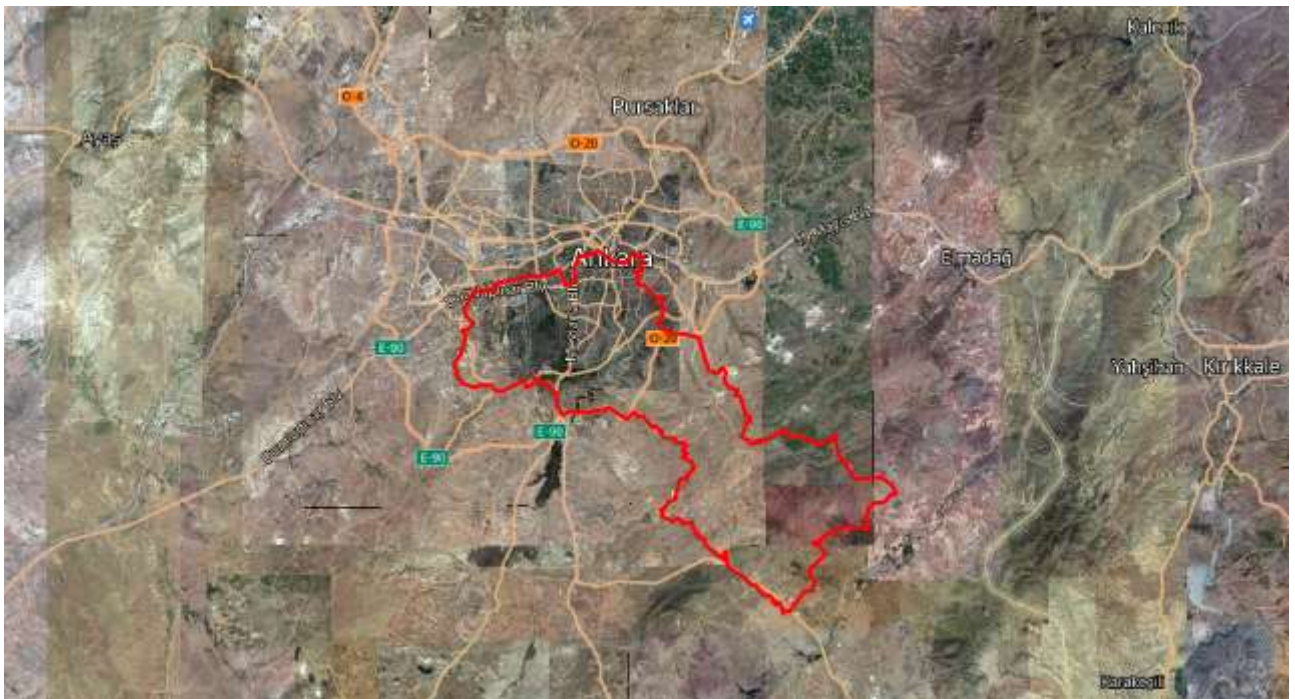 Kalecik
O-4
Pursaklar
Ayaş
O-20
E-90
Ankara
Elmadağ
O-20
E-90
Yahşihan
Kırıkkale
E-90
E-90
Karakeçili